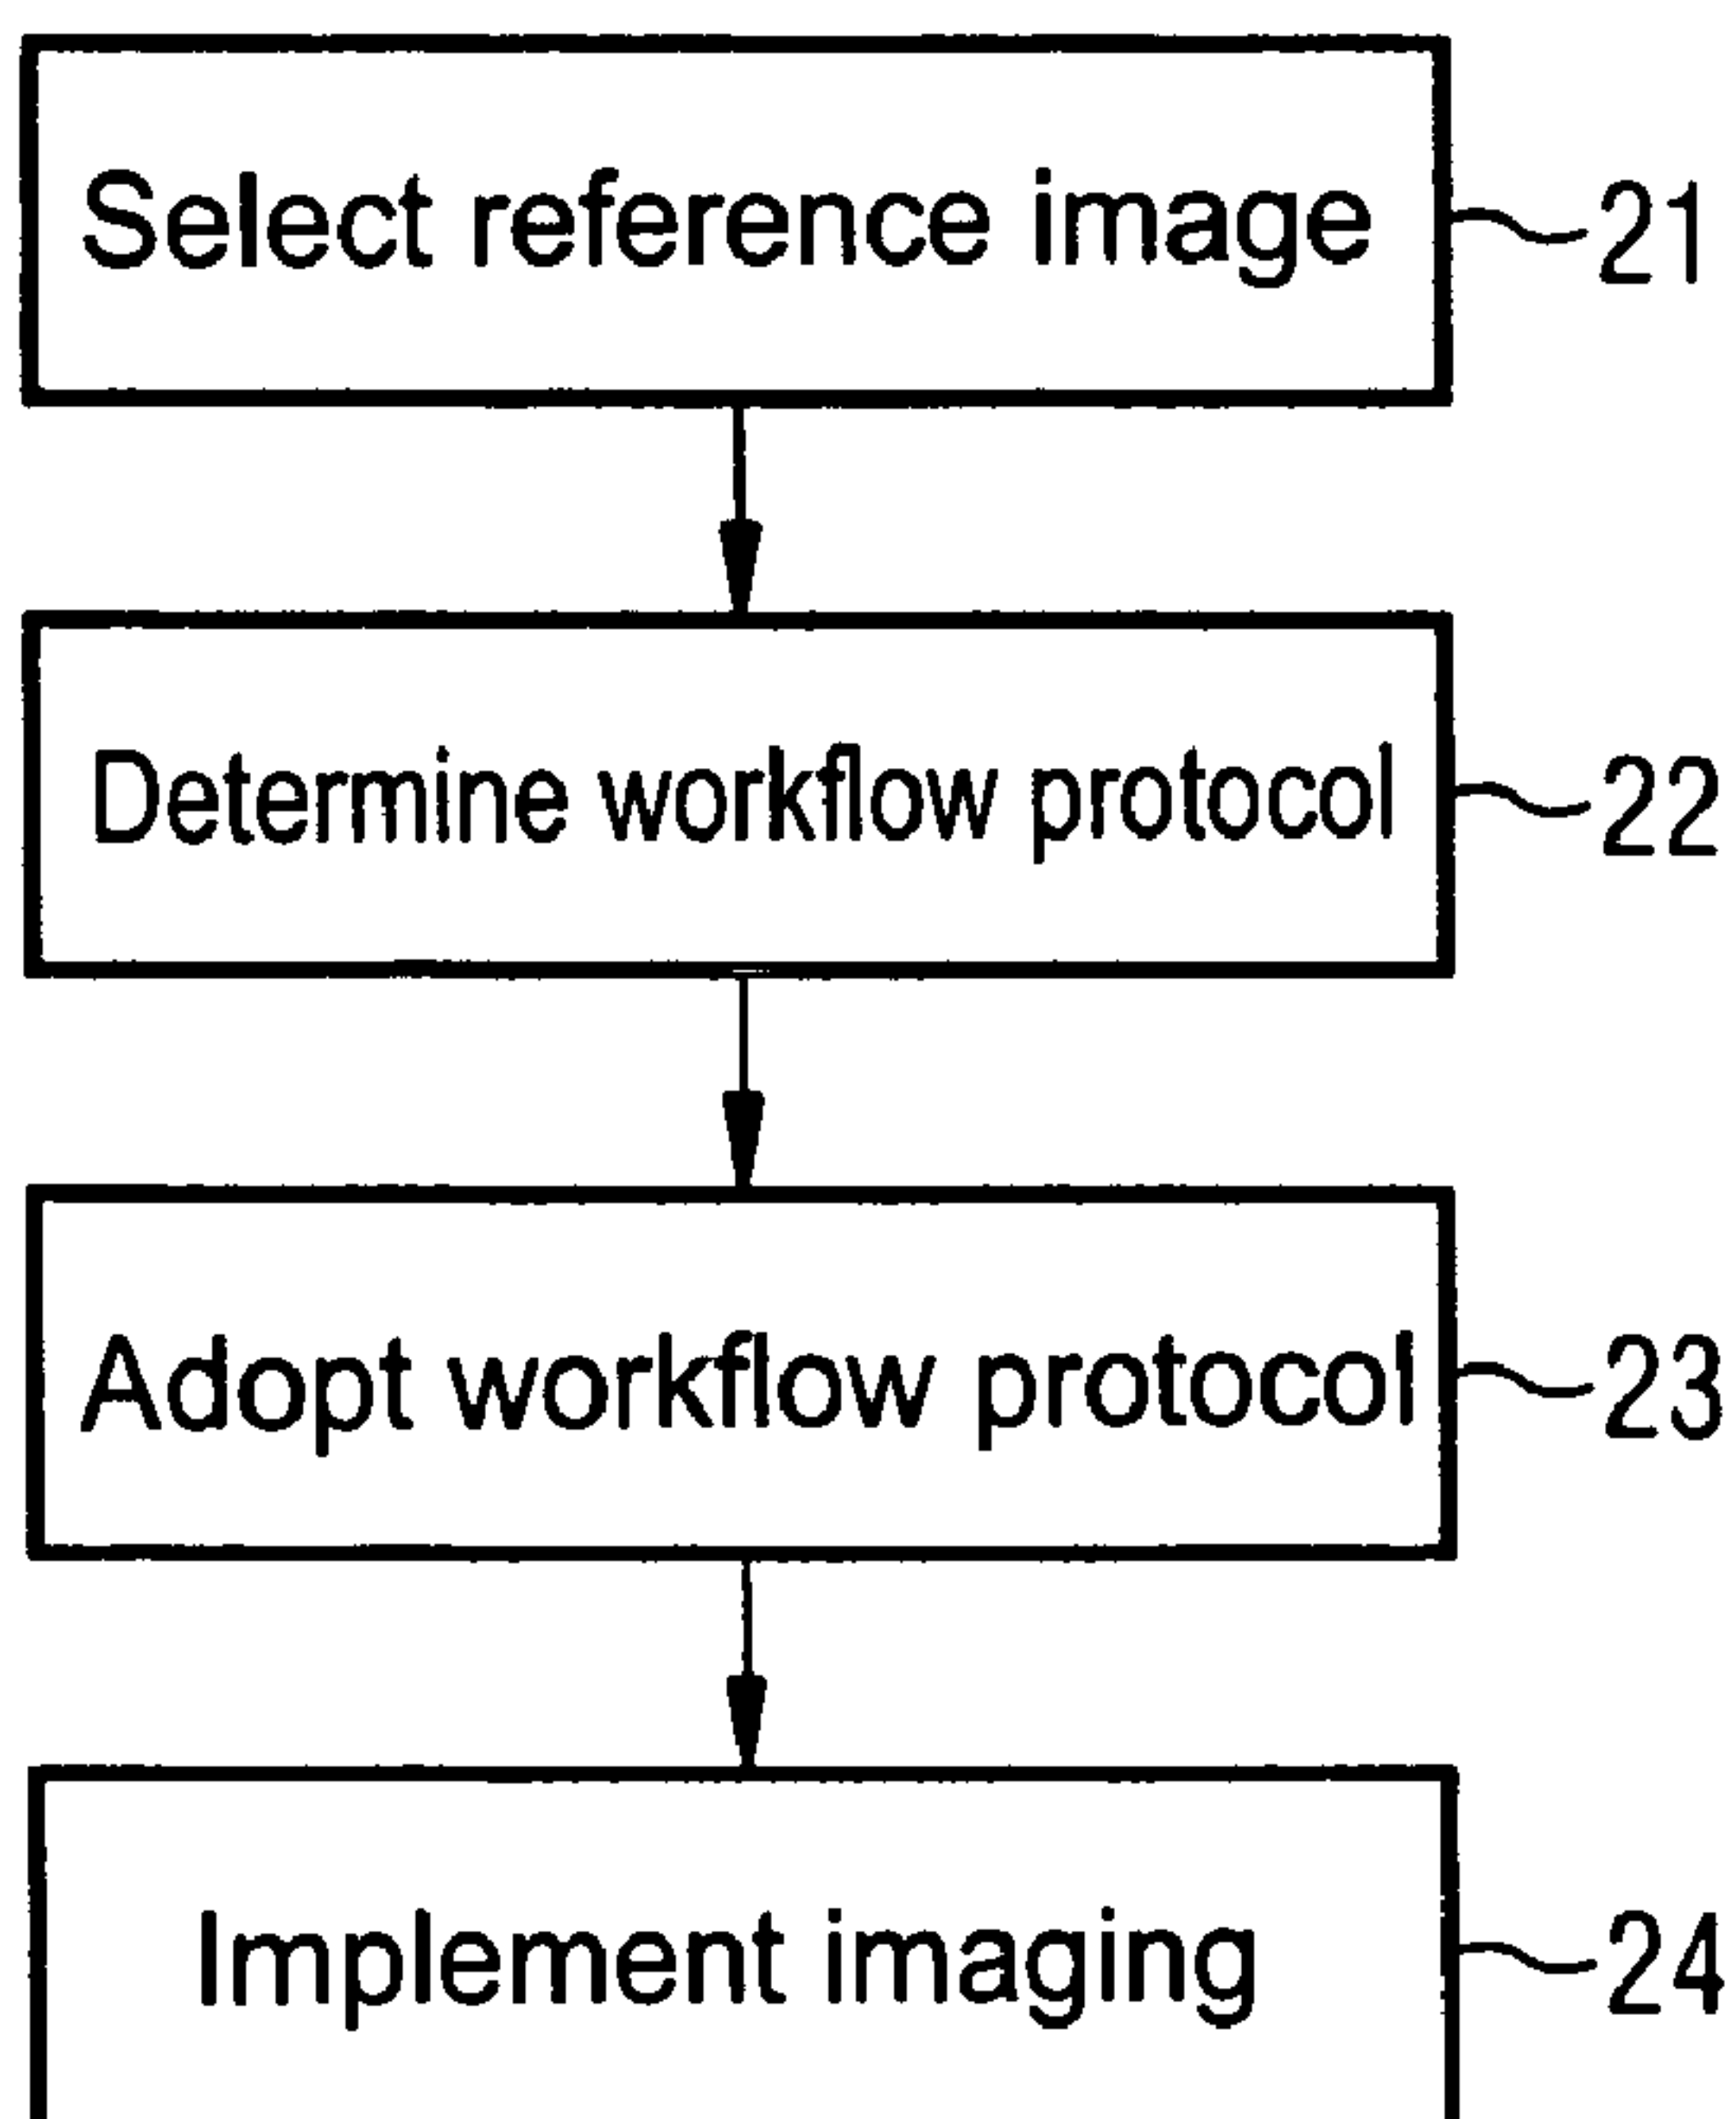 Select reference image 21
Determine workflow protocol 22
Adopt workflow protocol 23
Implement imaging 24